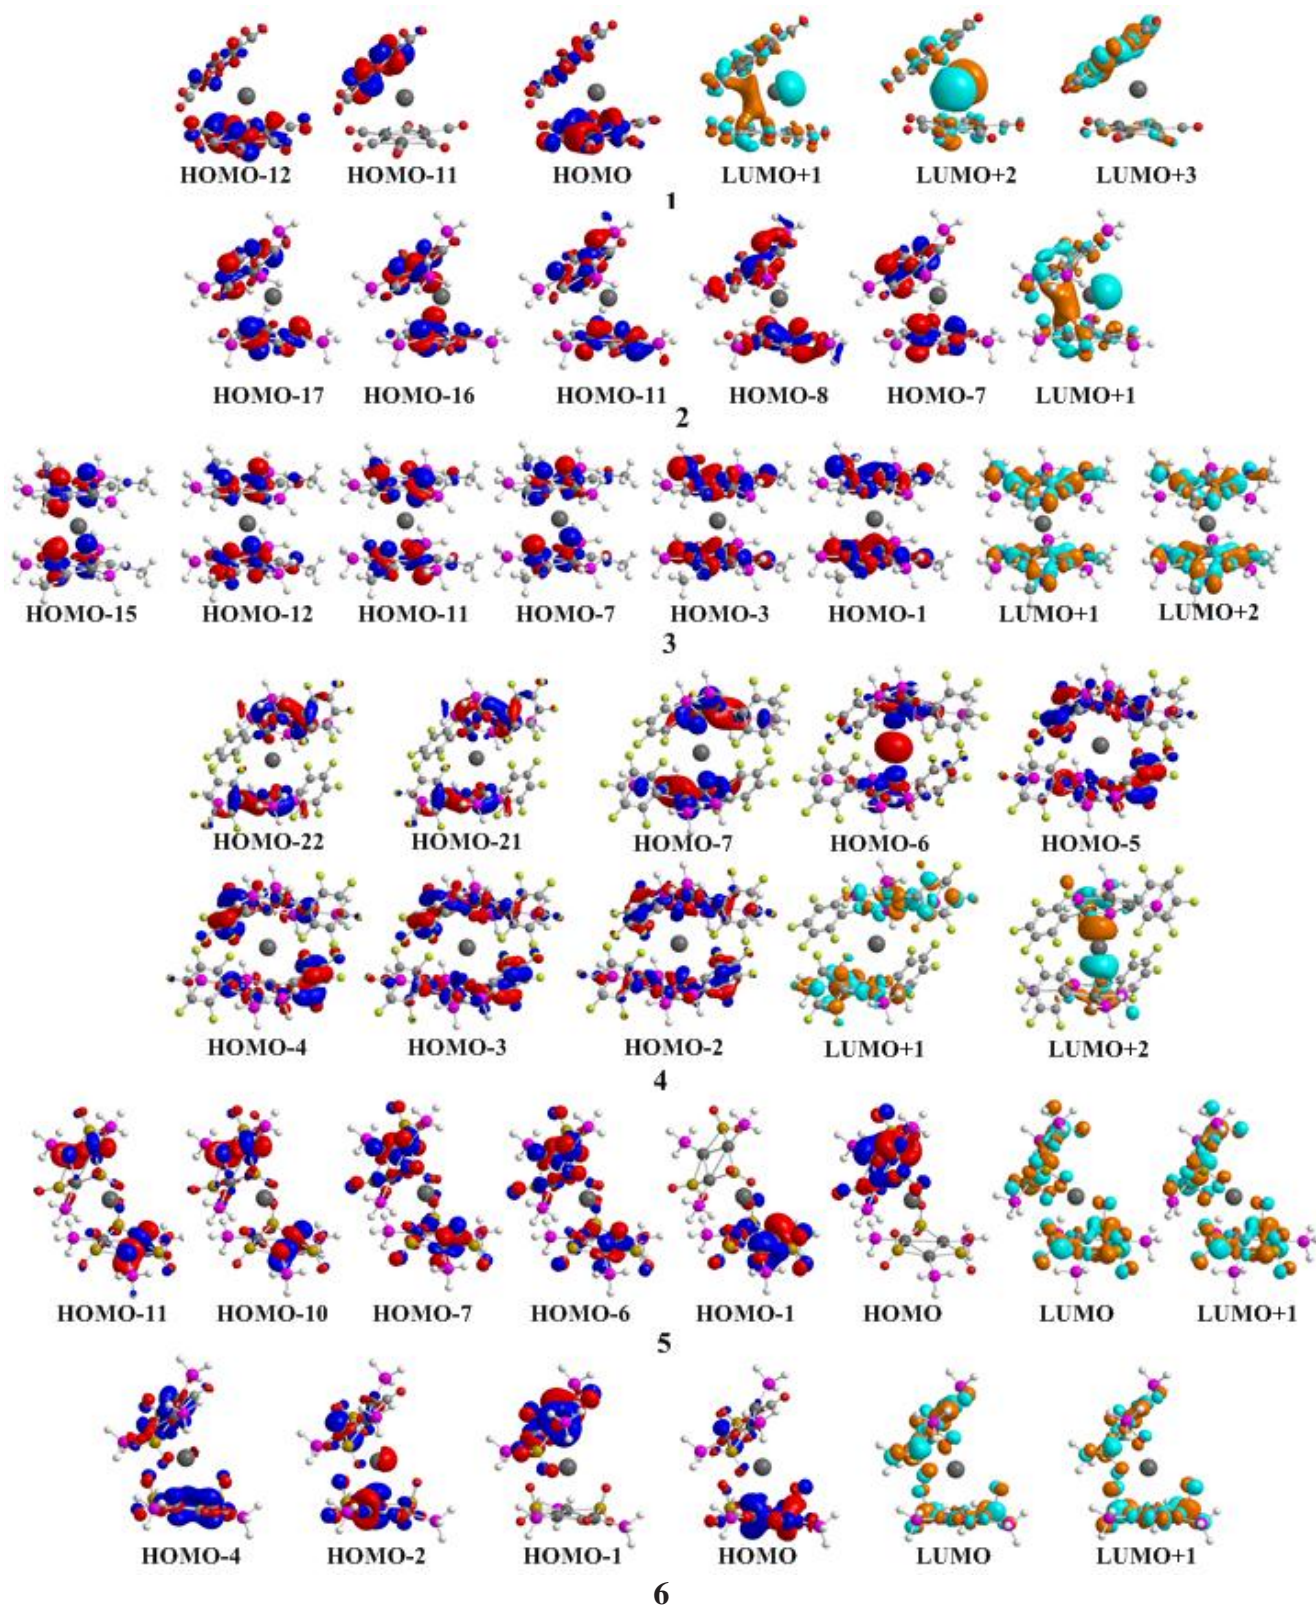 HOMO-12 HOMO-11 HOMO LUMO+1 LUMO+2 LUMO+3
1
HOMO-17 HOMO-16 HOMO-11 HOMO-8 HOMO-7 LUMO+1
2
HOMO-15 HOMO-12 HOMO-11 HOMO-7 HOMO-3 HOMO-1 LUMO+1 LUMO+2
3
HOMO-22 HOMO-21 HOMO-7 HOMO-6 HOMO-5
HOMO-4 HOMO-3 HOMO-2 LUMO+1 LUMO+2
4
HOMO-11 HOMO-10 HOMO-7 HOMO-6 HOMO-1 HOMO LUMO LUMO+1
5
HOMO-4 HOMO-2 HOMO-1 HOMO LUMO LUMO+1
6